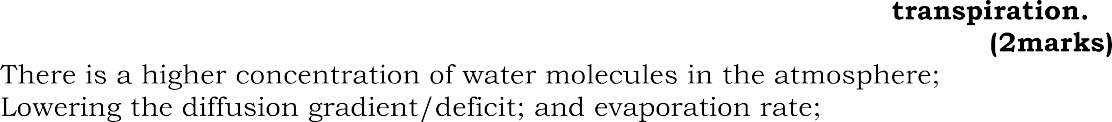 transpiration.
(2marks)
There is a higher concentration of water molecules in the atmosphere;
Lowering the diffusion gradient/deficit; and evaporation rate;